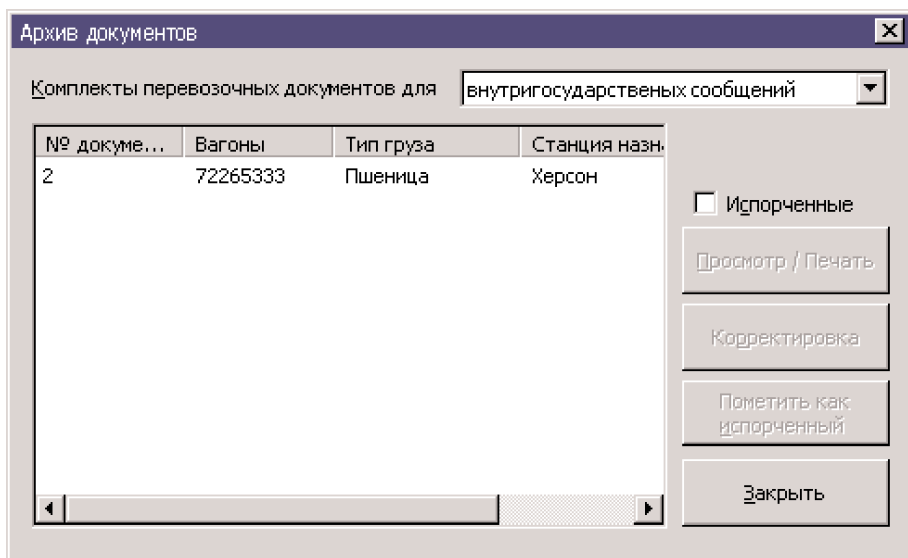 Архив документов
Комплекты перевозочных документов для внутригосударственых сообщений
№ докуме... Вагоны Тип груза Станция назн
2 72265333 Пшеница Херсон
Испорченные
Просмотр / Печать
Корректировка
Пометить как
испорченный
Закрыть